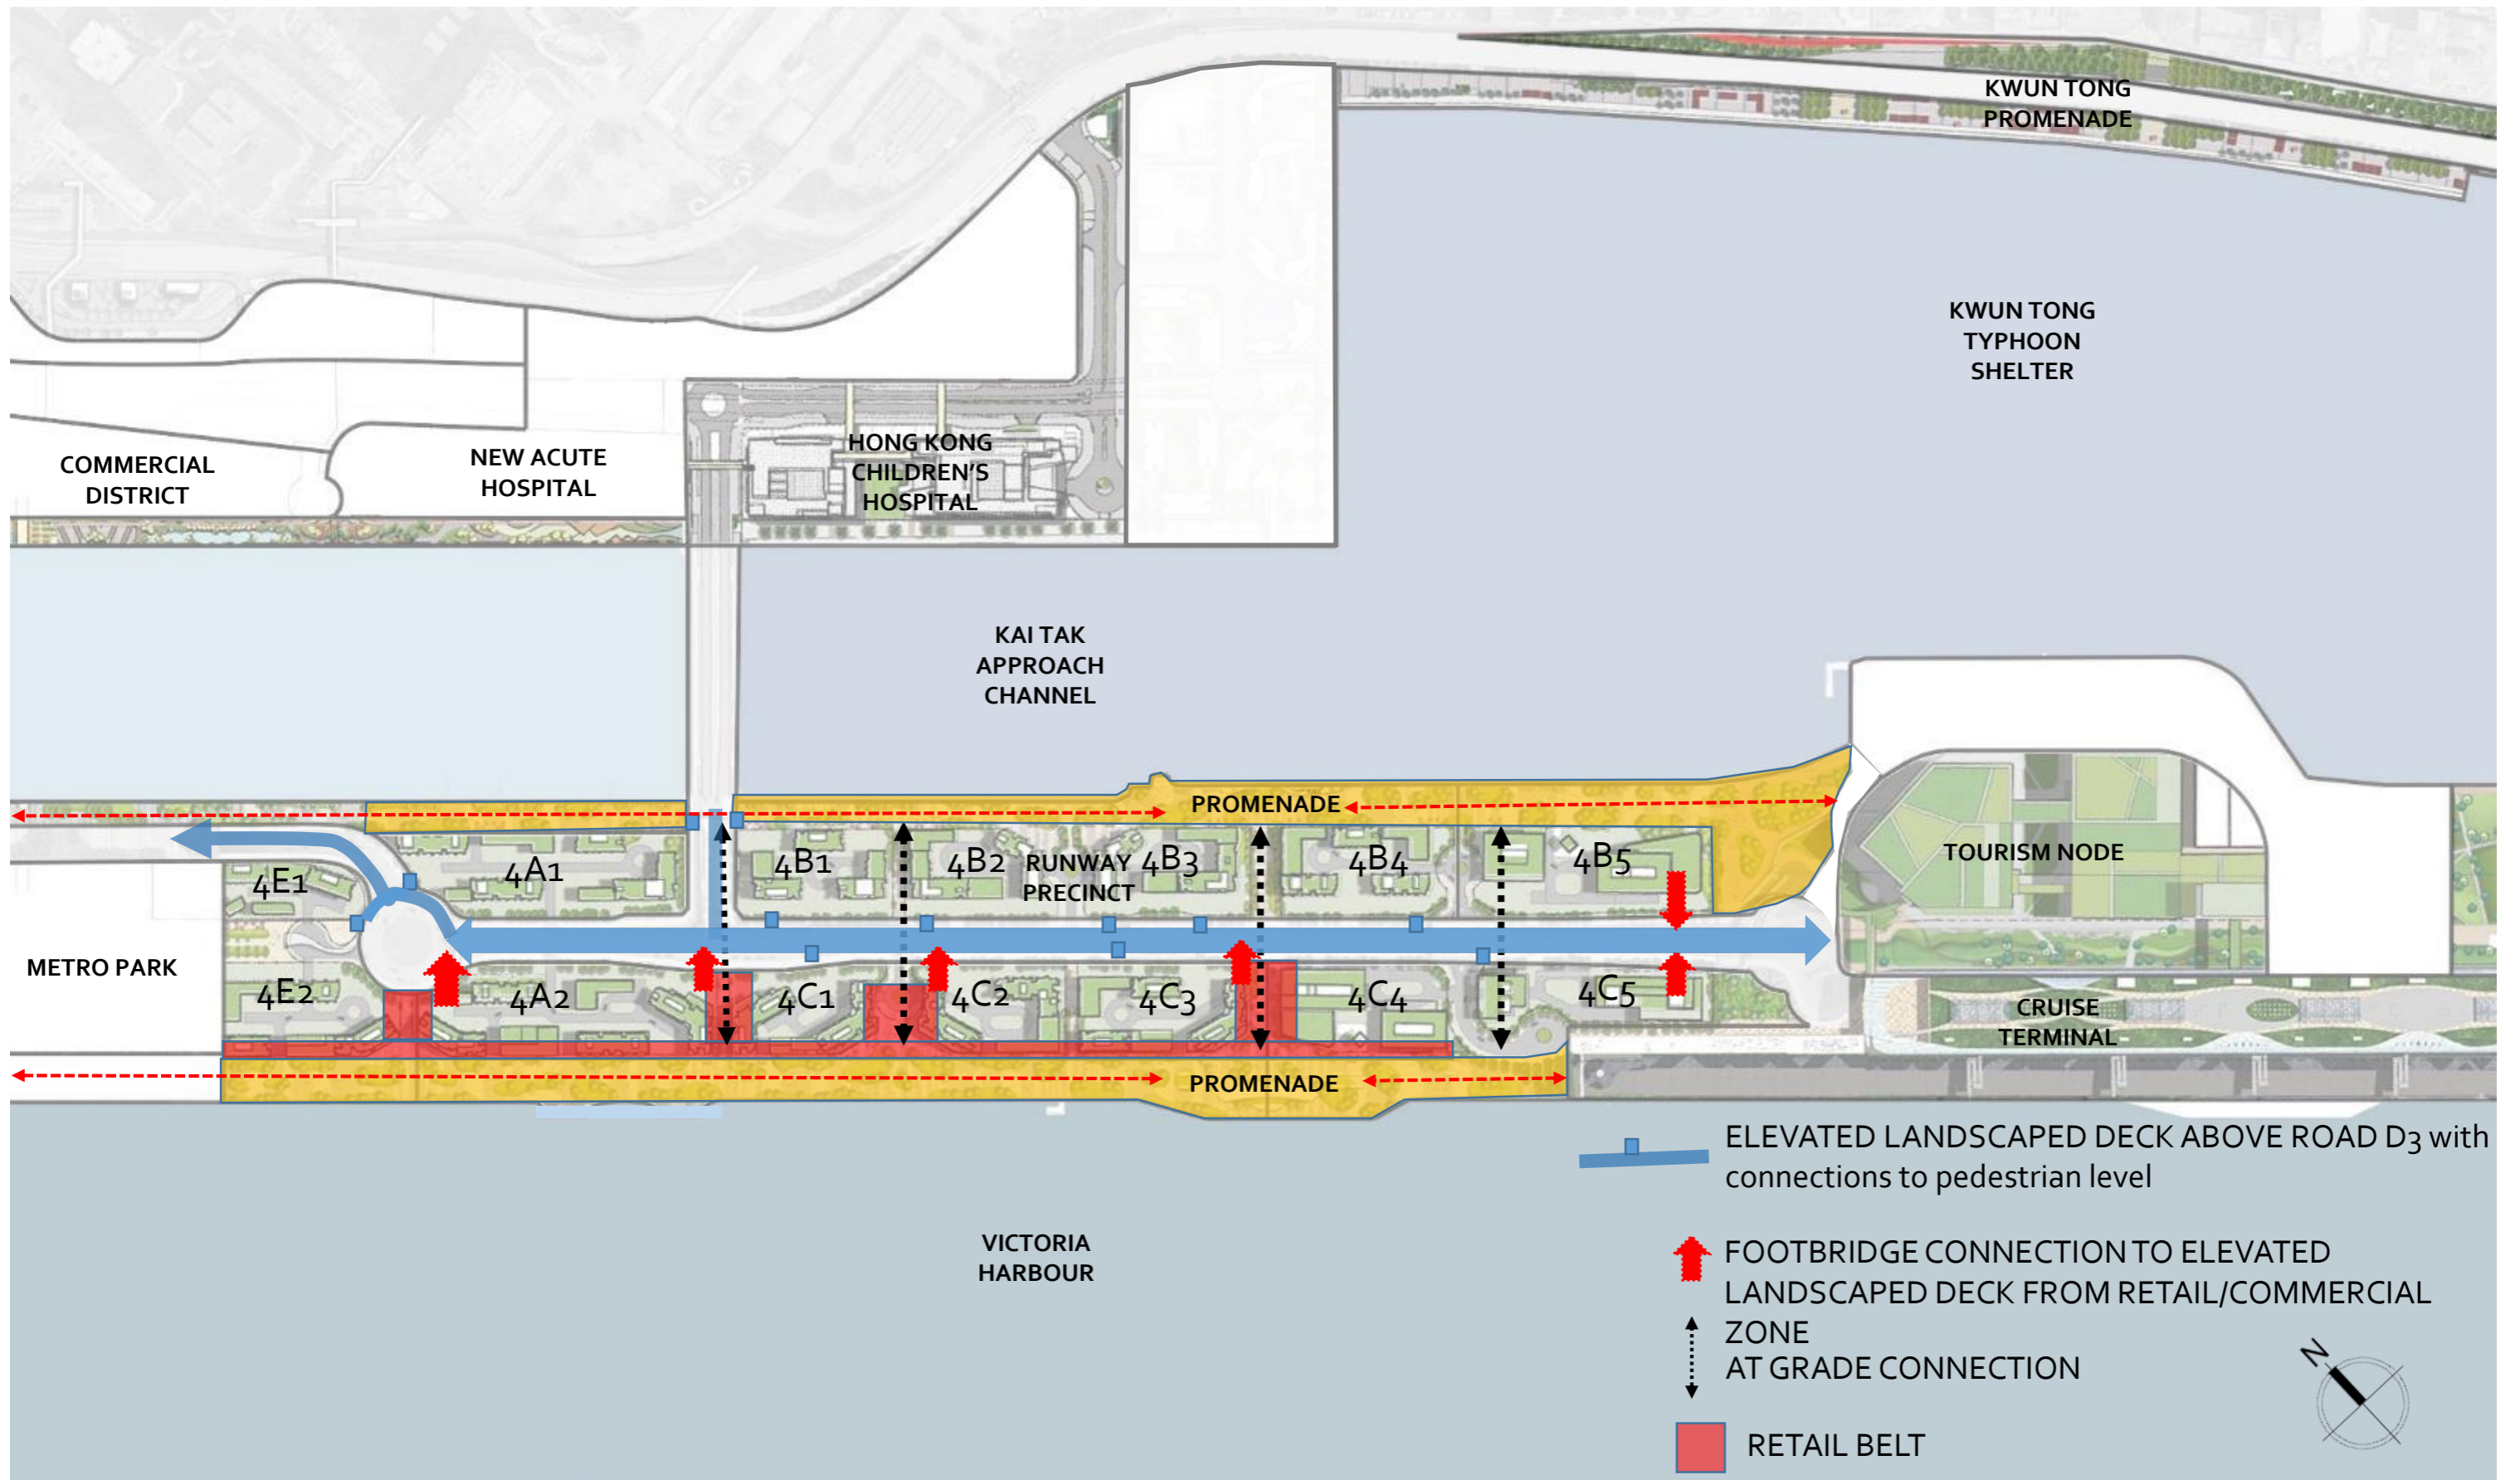 KWUN TONG
PROMENADE
KWUN TONG
TYPHOON
SHELTER
COMMERCIAL
DISTRICT
NEW ACUTE
HOSPITAL
HONG KONG
CHILDREN'S
HOSPITAL
KAI TAK
APPROACH
CHANNEL
PROMENADE
4E1
4A1
4B1
4B2
RUNWAY
PRECINCT
4B3
4B4
4B5
TOURISM NODE
METRO PARK
4E2
4A2
4C1
4C2
4C3
4C4
4C5
CRUISE
TERMINAL
PROMENADE
VICTORIA
HARBOUR
ELEVATED LANDSCAPED DECK ABOVE ROAD D3 with
connections to pedestrian level
FOOTBRIDGE CONNECTION TO ELEVATED
LANDSCAPED DECK FROM RETAIL/COMMERCIAL
ZONE
AT GRADE CONNECTION
RETAIL BELT
N